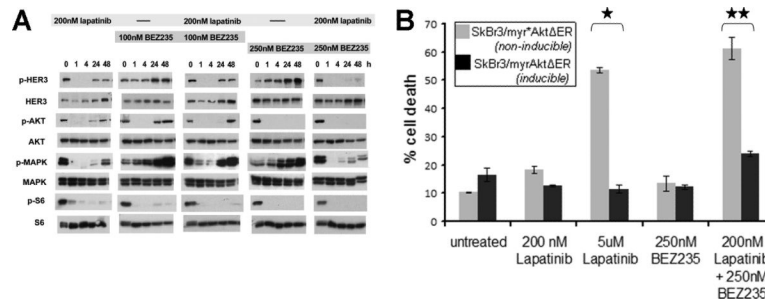 A
200nM lapatinib — 200nM lapatinib — 200nM lapatinib
100nM BEZ235 100nM BEZ235 250nM BEZ235 250nM BEZ235
0 1 4 24 48 0 1 4 24 48 0 1 4 24 48 0 1 4 24 48 0 1 4 24 48 h
p-HER3
HER3
p-AKT
AKT
p-MAPK
MAPK
p-S6
S6
B
SkBr3/myr*AktΔER
(non-inducible)
SkBr3/myrAktΔER
(inducible)
★
★★
% cell death
70
60
50
40
30
20
10
0
untreated
200 nM
Lapatinib
5uM
Lapatinib
250nM
BEZ235
200nM
Lapatinib
+ 250nM
BEZ235